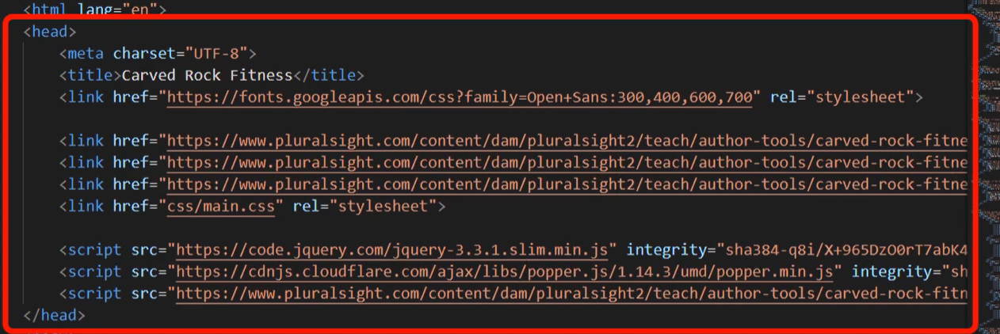 <html lang="en">
<head>
<meta charset="UTF-8">
<title>Carved Rock Fitness</title>
<link href="https://fonts.googleapis.com/css?family=Open+Sans:300,400,600,700" rel="stylesheet">
<link href="https://www.pluralsight.com/content/dam/pluralsight2/teach/author-tools/carved-rock-fitne
<link href="https://www.pluralsight.com/content/dam/pluralsight2/teach/author-tools/carved-rock-fitne
<link href="https://www.pluralsight.com/content/dam/pluralsight2/teach/author-tools/carved-rock-fitne
<link href="css/main.css" rel="stylesheet">
<script src="https://code.jquery.com/jquery-3.3.1.slim.min.js" integrity="sha384-q8i/X+965DzO0rT7abK4
<script src="https://cdnjs.cloudflare.com/ajax/libs/popper.js/1.14.3/umd/popper.min.js" integrity="sh
<script src="https://www.pluralsight.com/content/dam/pluralsight2/teach/author-tools/carved-rock-fitn
</head>